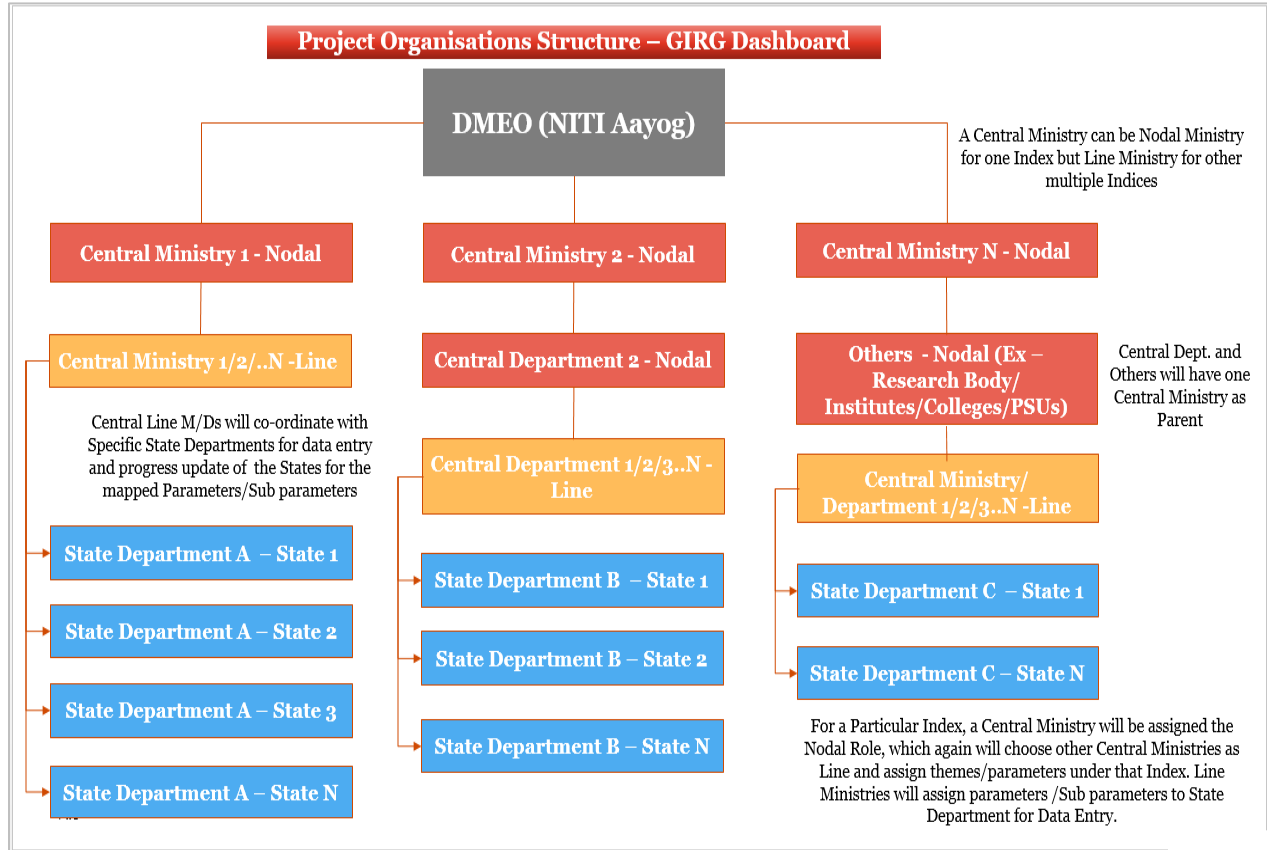 Project Organisations Structure – GIRG Dashboard
DMEO (NITI Aayog)
A Central Ministry can be Nodal Ministry
for one Index but Line Ministry for other
multiple Indices
Central Ministry 1 - Nodal
Central Ministry 2 - Nodal
Central Ministry N - Nodal
Central Ministry 1/2/..N -Line
Central Department 2 - Nodal
Others - Nodal (Ex –
Research Body/
Institutes/Colleges/PSUs)
Central Dept. and
Others will have one
Central Ministry as
Parent
Central Line M/Ds will co-ordinate with
Specific State Departments for data entry
and progress update of the States for the
mapped Parameters/Sub parameters
Central Department 1/2/3..N -
Line
Central Ministry/
Department 1/2/3..N -Line
State Department A – State 1
State Department A – State 2
State Department A – State 3
State Department A – State N
State Department B – State 1
State Department B – State 2
State Department B – State N
State Department C – State 1
State Department C – State N
For a Particular Index, a Central Ministry will be assigned the
Nodal Role, which again will choose other Central Ministries as
Line and assign themes/parameters under that Index. Line
Ministries will assign parameters /Sub parameters to State
Department for Data Entry.